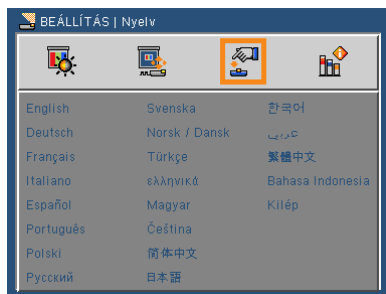 BEÁLLÍTÁS | Nyelv
English Svenska 한국어
Deutsch Norsk / Dansk عربي
Français Türkçe 繁體中文
Italiano ελληνικά Bahasa Indonesia
Español Magyar Kilép
Português Čeština
Polski 简体中文
Русский 日本語